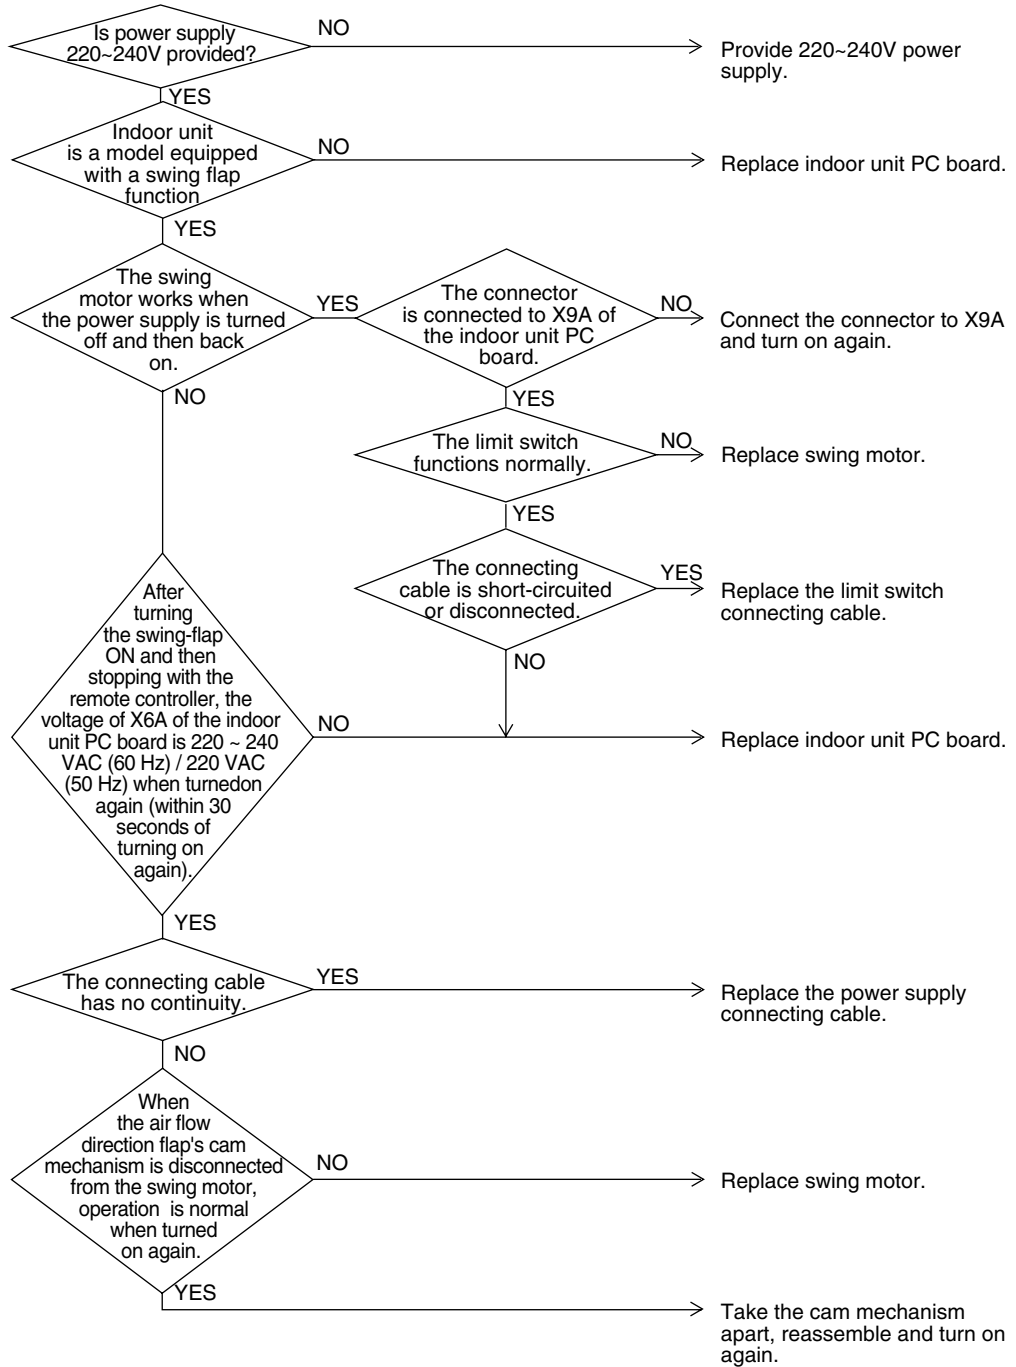 Is power supply
220~240V provided?
NO
Provide 220~240V power
supply.
YES
Indoor unit
is a model equipped
with a swing flap
function
NO
Replace indoor unit PC board.
YES
The swing
motor works when
the power supply is turned
off and then back
on.
YES
The connector
is connected to X9A of
the indoor unit PC
board.
NO
Connect the connector to X9A
and turn on again.
NO
YES
The limit switch
functions normally.
NO
Replace swing motor.
YES
The connecting
cable is short-circuited
or disconnected.
YES
Replace the limit switch
connecting cable.
NO
After
turning
the swing-flap
ON and then
stopping with the
remote controller, the
voltage of X6A of the indoor
unit PC board is 220 ~ 240
VAC (60 Hz) / 220 VAC
(50 Hz) when turnedon
again (within 30
seconds of
turning on
again).
NO
Replace indoor unit PC board.
YES
The connecting cable
has no continuity.
YES
Replace the power supply
connecting cable.
NO
When
the air flow
direction flap's cam
mechanism is disconnected
from the swing motor,
operation is normal
when turned
on again.
NO
Replace swing motor.
YES
Take the cam mechanism
apart, reassemble and turn on
again.